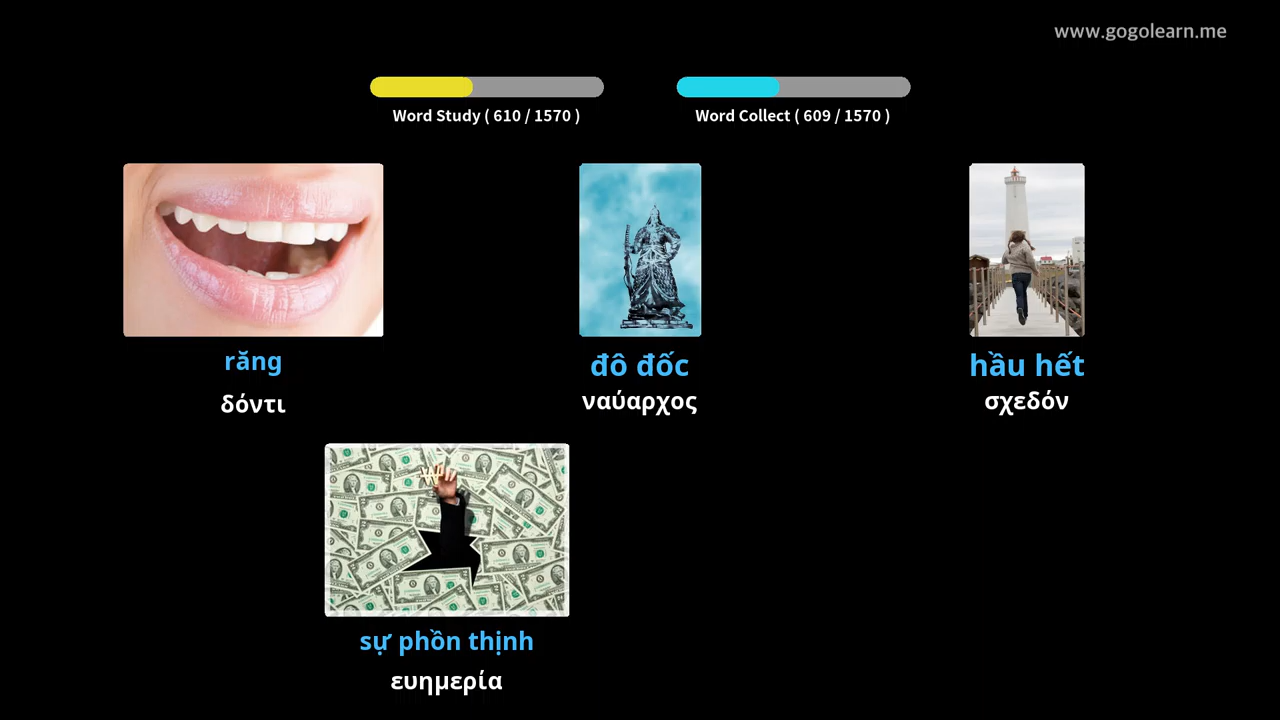 www.gogolearn.me
Word Study ( 610 / 1570 )
Word Collect ( 609 / 1570 )
răng
δόντι
đô đốc
ναύαρχος
hầu hết
σχεδόν
sự phồn thịnh
ευημερία